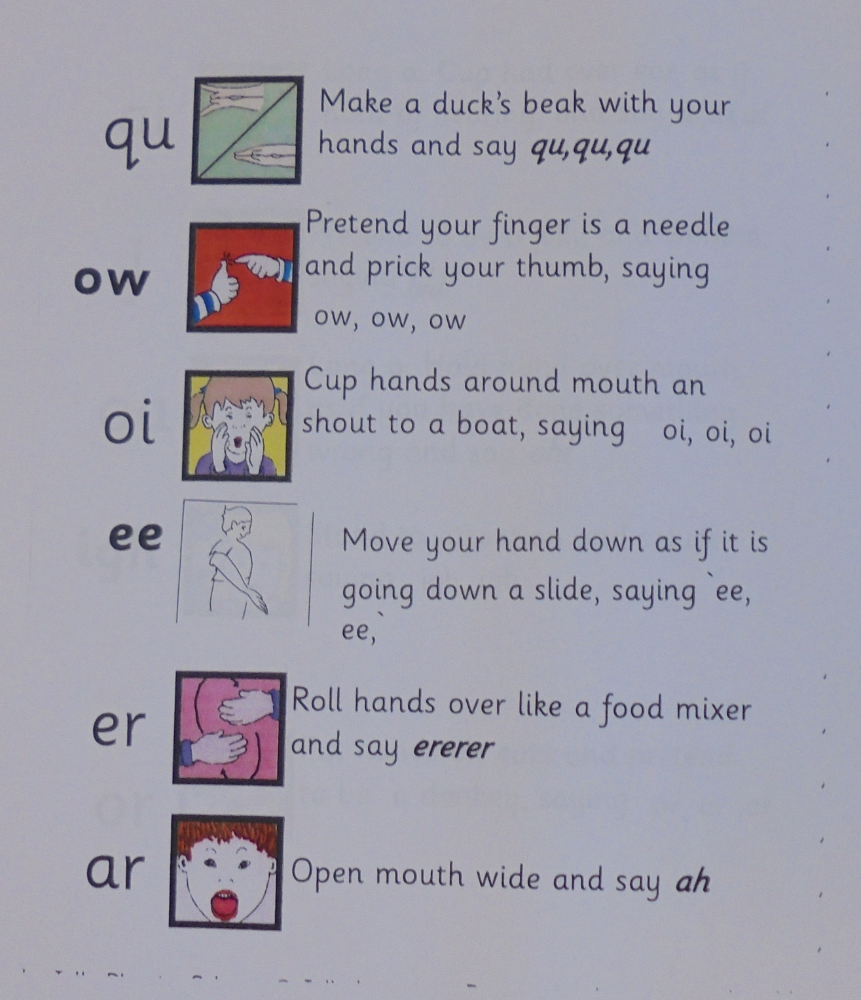 qu
Make a duck's beak with your
hands and say qu,qu,qu
ow
Pretend your finger is a needle
and prick your thumb, saying
ow, ow, ow
oi
Cup hands around mouth an
shout to a boat, saying oi, oi, oi
ee
Move your hand down as if it is
going down a slide, saying `ee,
ee,`
er
Roll hands over like a food mixer
and say ererer
ar
Open mouth wide and say ah